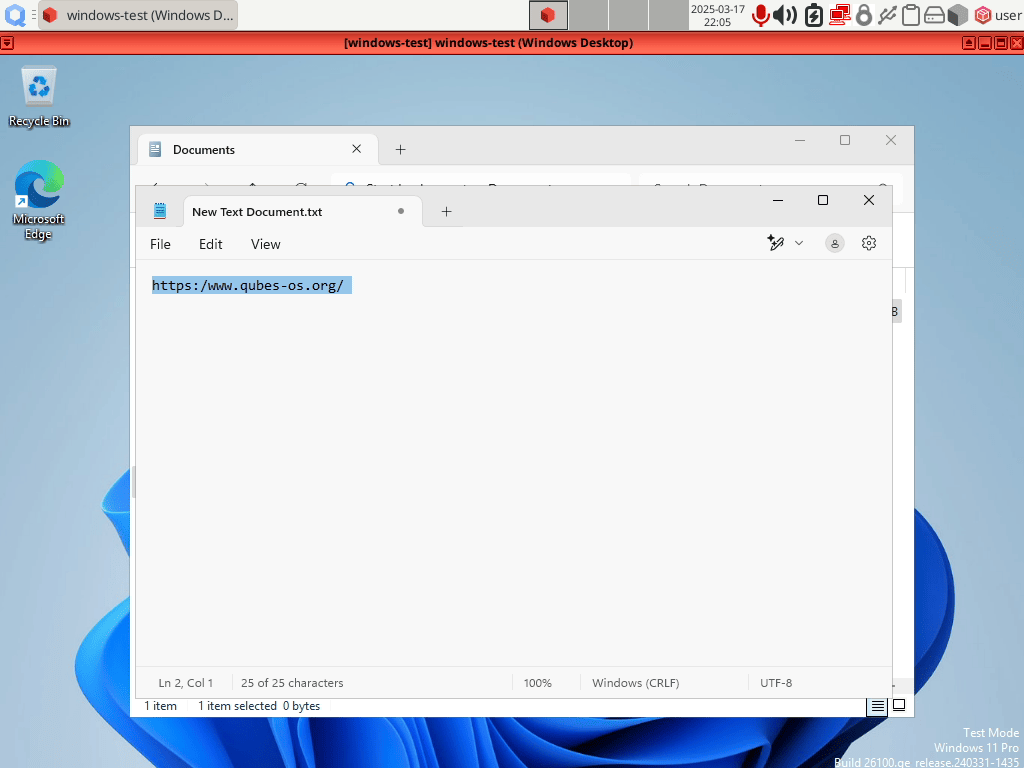 windows-test (Windows D...
2025-03-17
22:05
user
[windows-test] windows-test (Windows Desktop)
Recycle Bin
Microsoft
Edge
Documents
New Text Document.txt
File Edit View
https:/www.qubes-os.org/
Ln 2, Col 1 25 of 25 characters 100% Windows (CRLF) UTF-8
1 item 1 item selected 0 bytes
Test Mode
Windows 11 Pro
Build 26100.ge_release.240331-1435